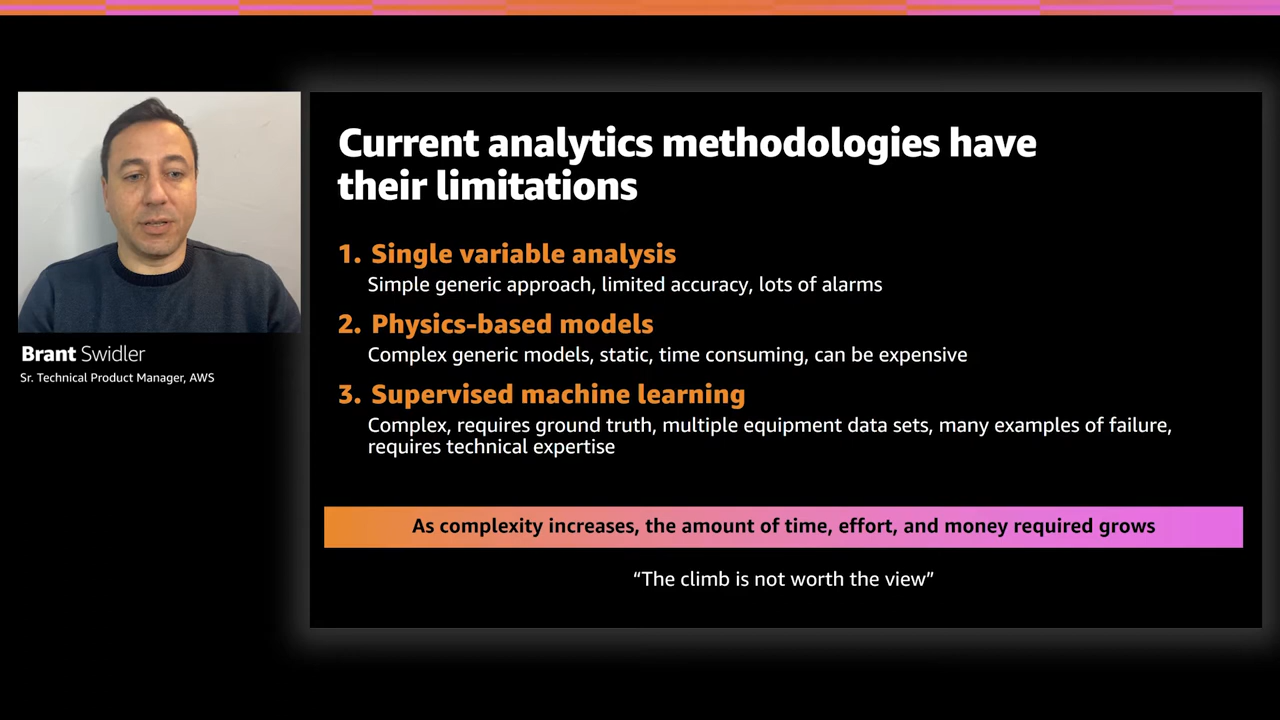 Current analytics methodologies have
their limitations
1. Single variable analysis
Simple generic approach, limited accuracy, lots of alarms
2. Physics-based models
Complex generic models, static, time consuming, can be expensive
3. Supervised machine learning
Complex, requires ground truth, multiple equipment data sets, many examples of failure,
requires technical expertise
As complexity increases, the amount of time, effort, and money required grows
“The climb is not worth the view”
Brant Swidler
Sr. Technical Product Manager, AWS